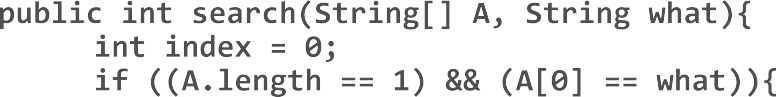 public int search(String[] A, String what){
int index = 0;
if ((A.length == 1) && (A[0] == what)){